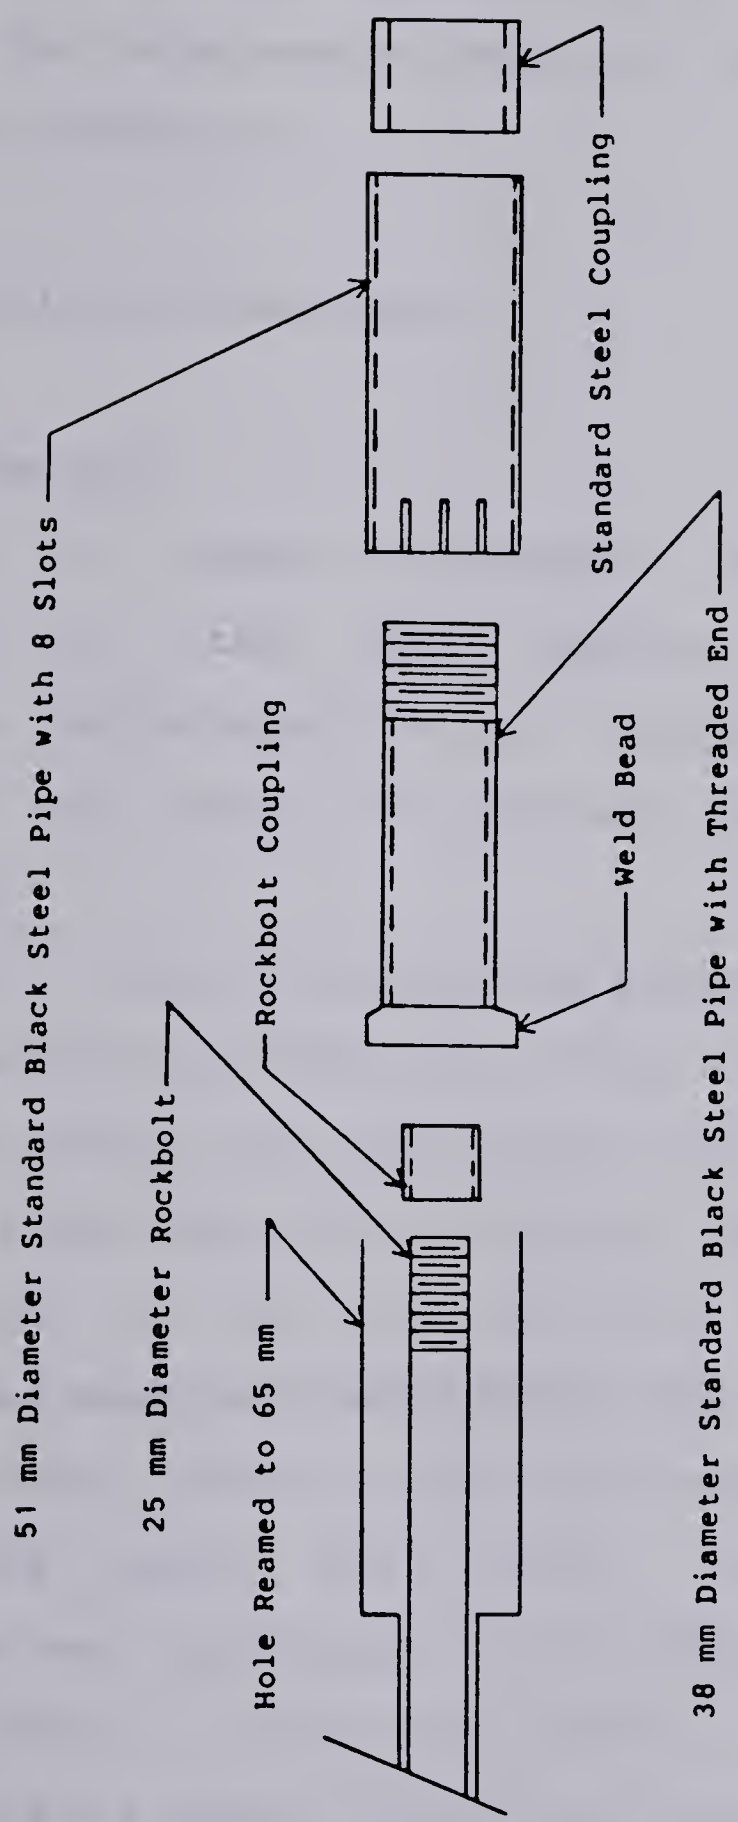 51 mm Diameter Standard Black Steel Pipe with 8 Slots
25 mm Diameter Rockbolt
Hole Reamed to 65 mm
Rockbolt Coupling
Standard Steel Coupling
Weld Bead
38 mm Diameter Standard Black Steel Pipe with Threaded End